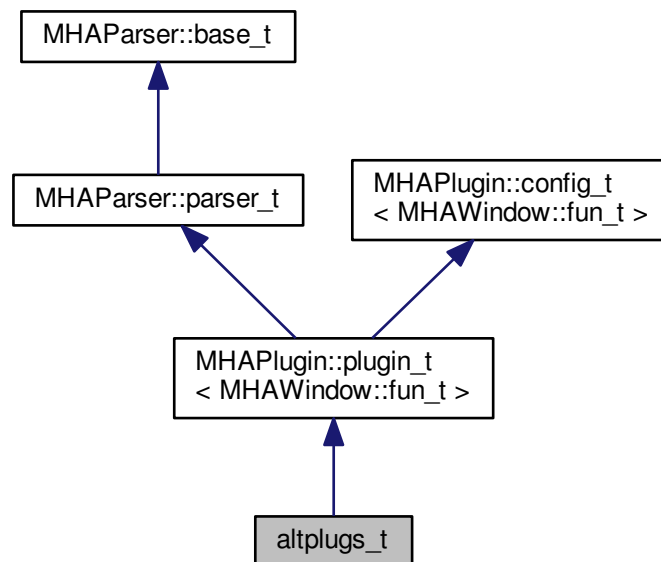 MHAParser::base_t
MHAParser::parser_t
MHAPlugin::config_t
< MHAWindow::fun_t >
MHAPlugin::plugin_t
< MHAWindow::fun_t >
altplugs_t